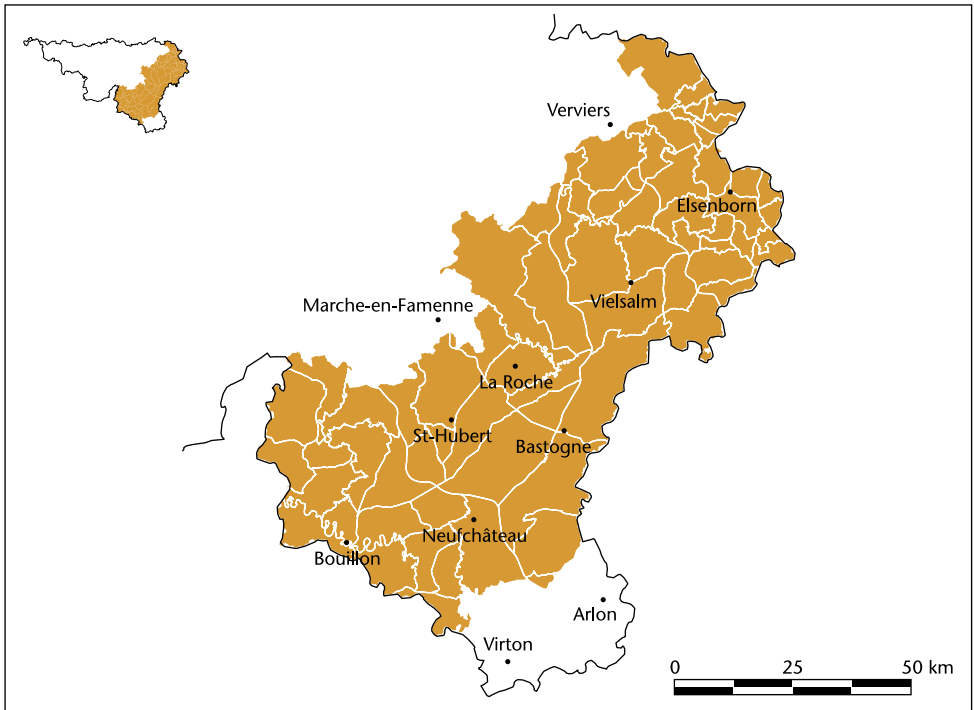 Verviers
Elsenborn
Vielsalm
Marche-en-Famenne
La Roche
St-Hubert
Bastogne
Neufchâteau
Bouillon
Arlon
Virton
0 25 50 km